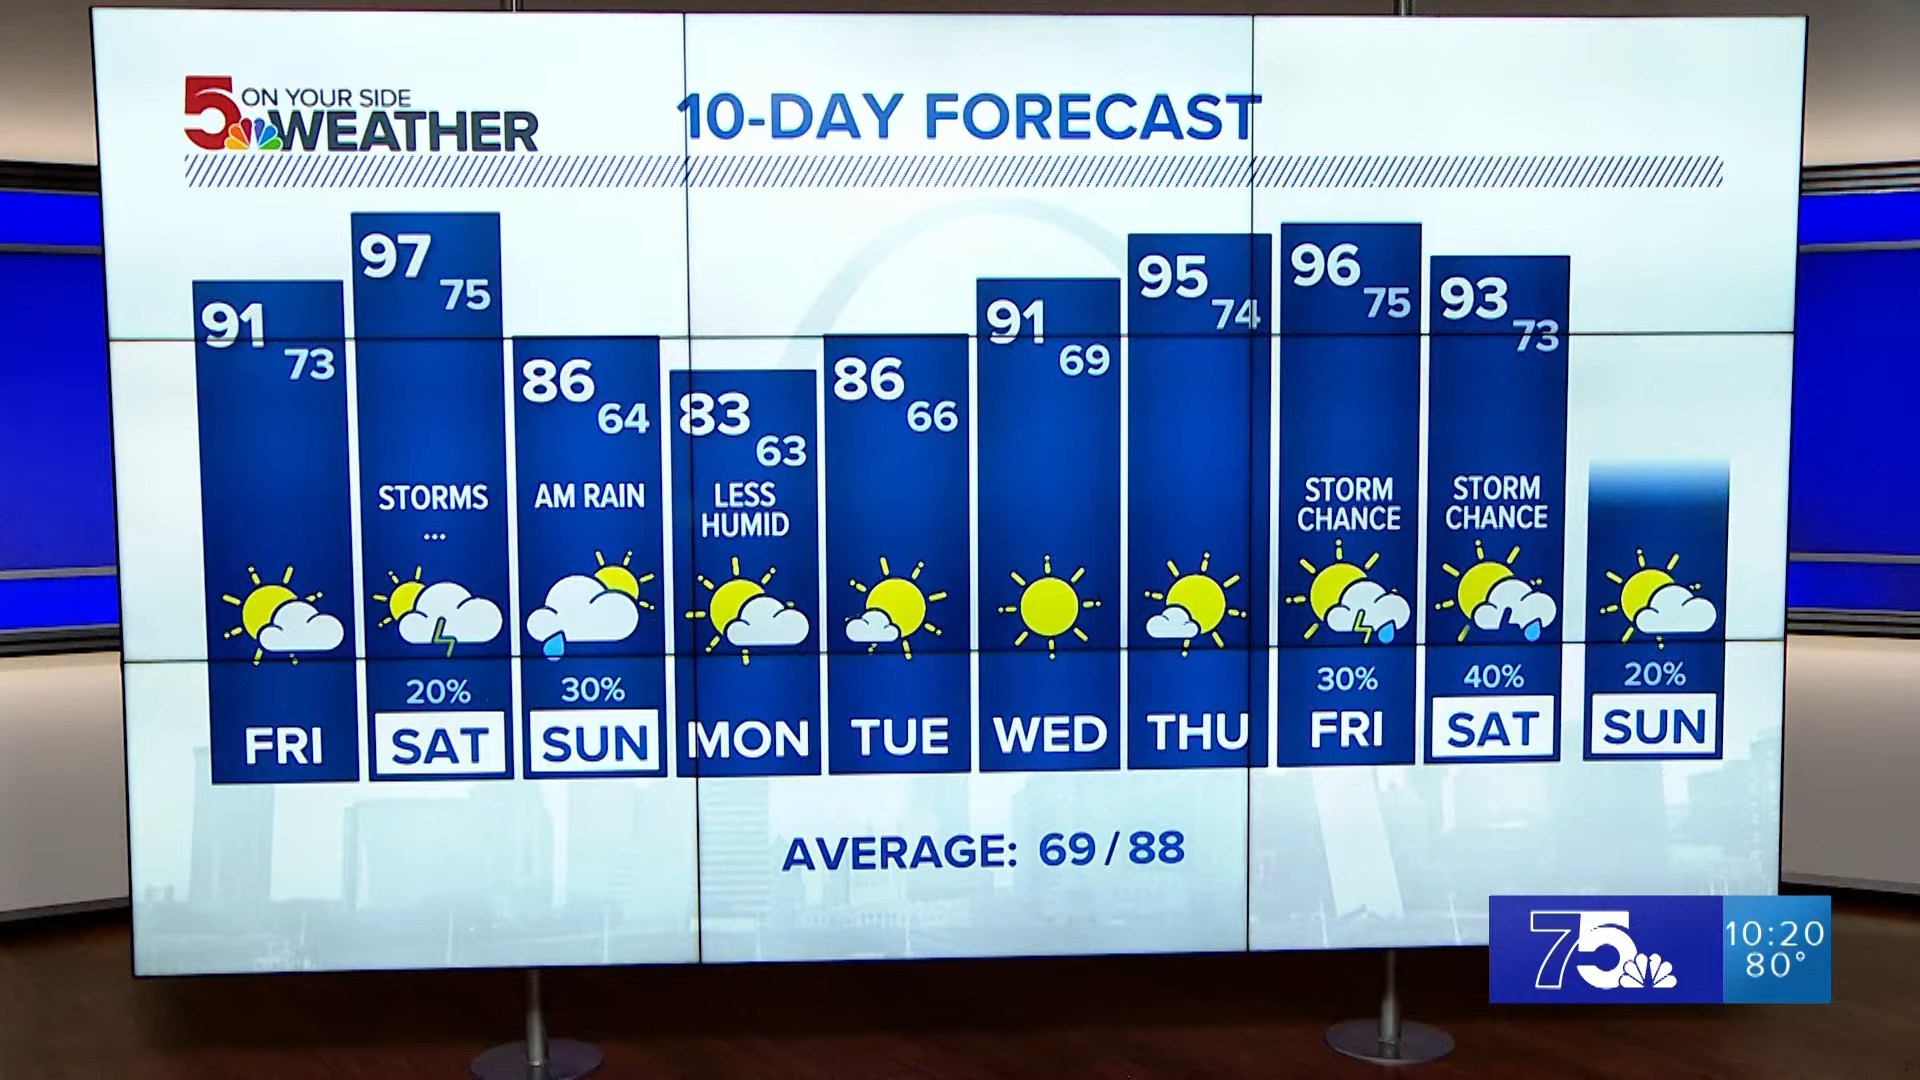 5 ON YOUR SIDE
WEATHER
10-DAY FORECAST
91 73
FRI
97 75
STORMS
...
20%
SAT
86 64
AM RAIN
30%
SUN
83 63
LESS
HUMID
MON
86 66
TUE
91 69
WED
95 74
THU
96 75
STORM
CHANCE
30%
FRI
93 73
STORM
CHANCE
40%
SAT
20%
SUN
AVERAGE: 69/88
75
10:20
80°